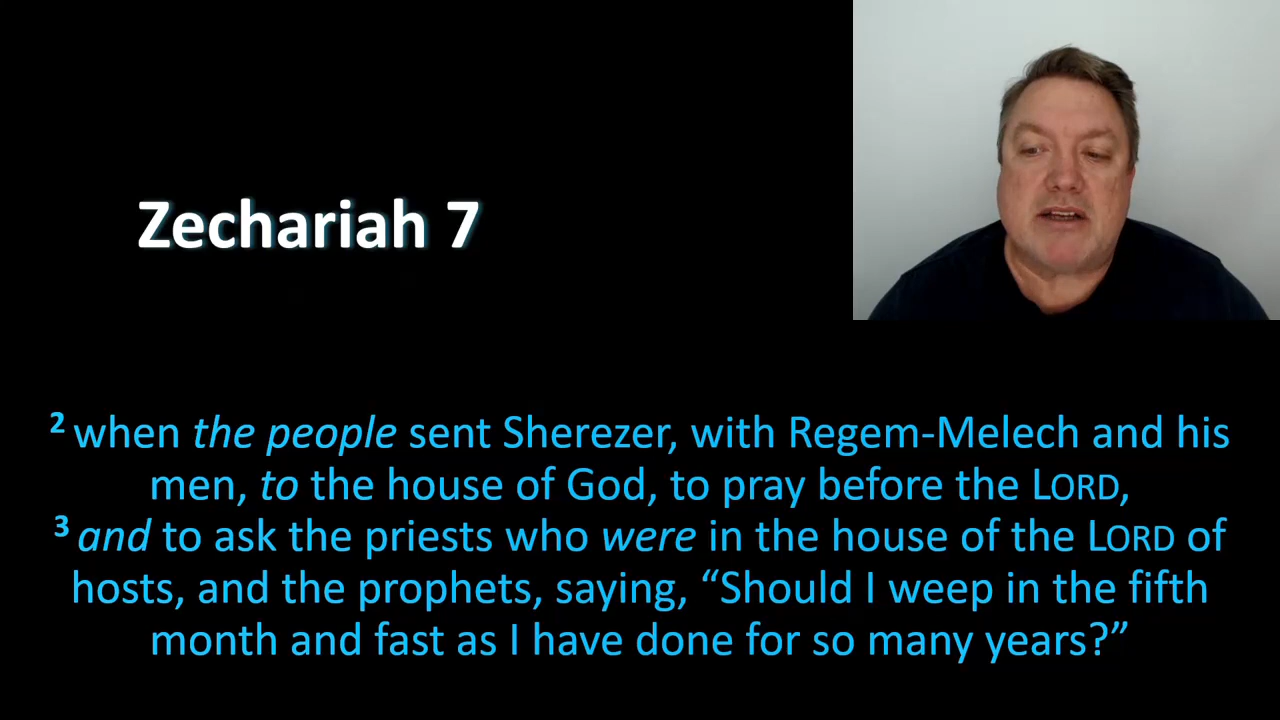 Zechariah 7
² when the people sent Sherezer, with Regem-Melech and his
men, to the house of God, to pray before the LORD,
³ and to ask the priests who were in the house of the LORD of
hosts, and the prophets, saying, “Should I weep in the fifth
month and fast as I have done for so many years?”